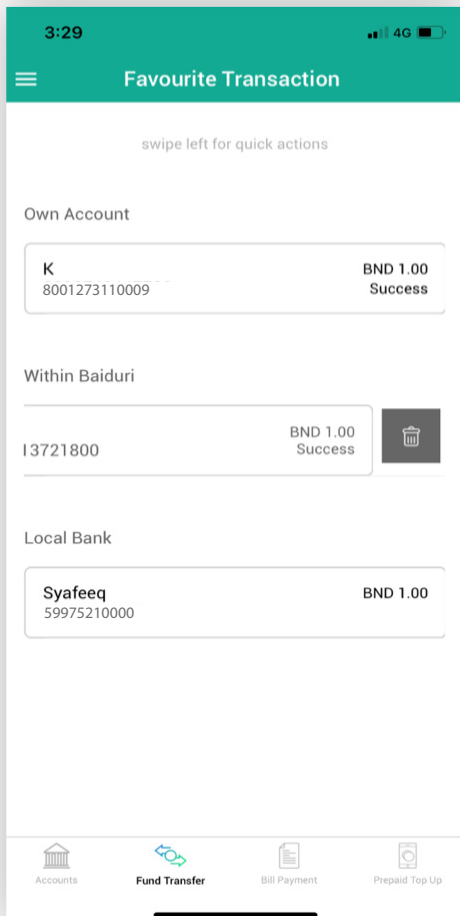 3:29
4G
Favourite Transaction
swipe left for quick actions
Own Account
K
BND 1.00
8001273110009
Success
Within Baiduri
BND 1.00
13721800
Success
Local Bank
Syafeeq
BND 1.00
59975210000
Accounts
Fund Transfer
Bill Payment
Prepaid Top Up